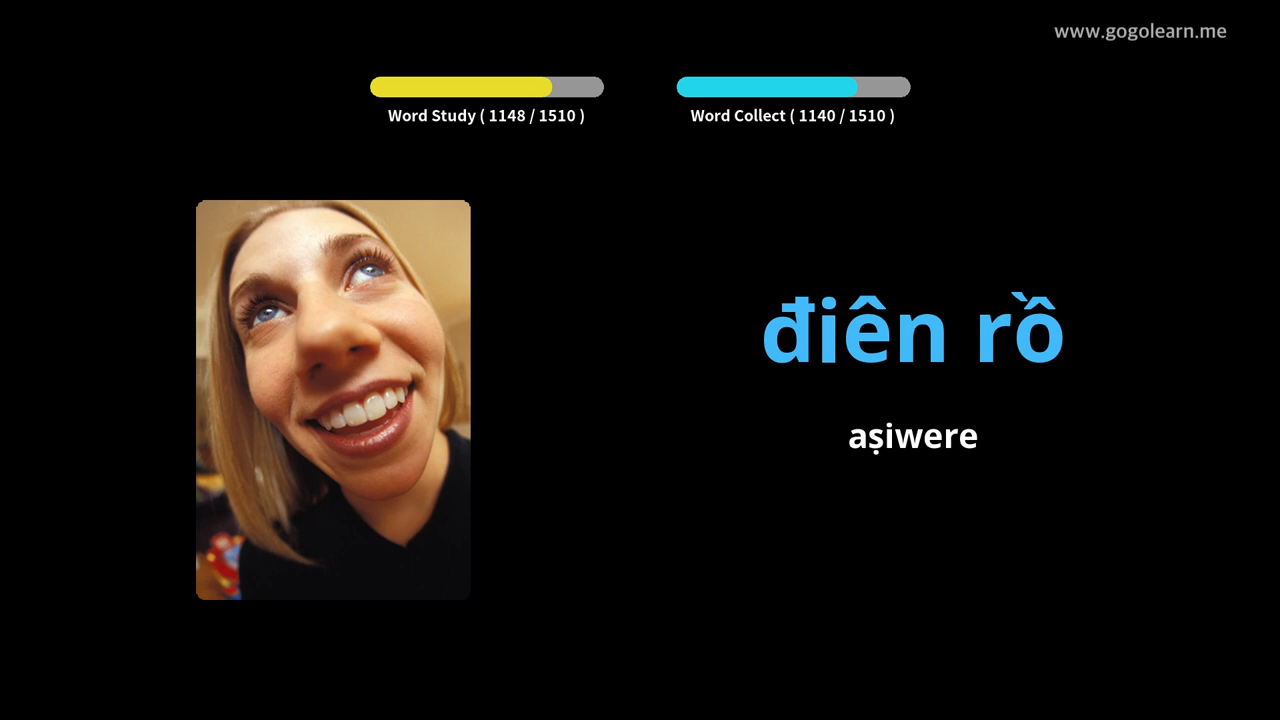 www.gogolearn.me
Word Study ( 1148 / 1510 )
Word Collect ( 1140 / 1510 )
điên rồ
aṣiwere